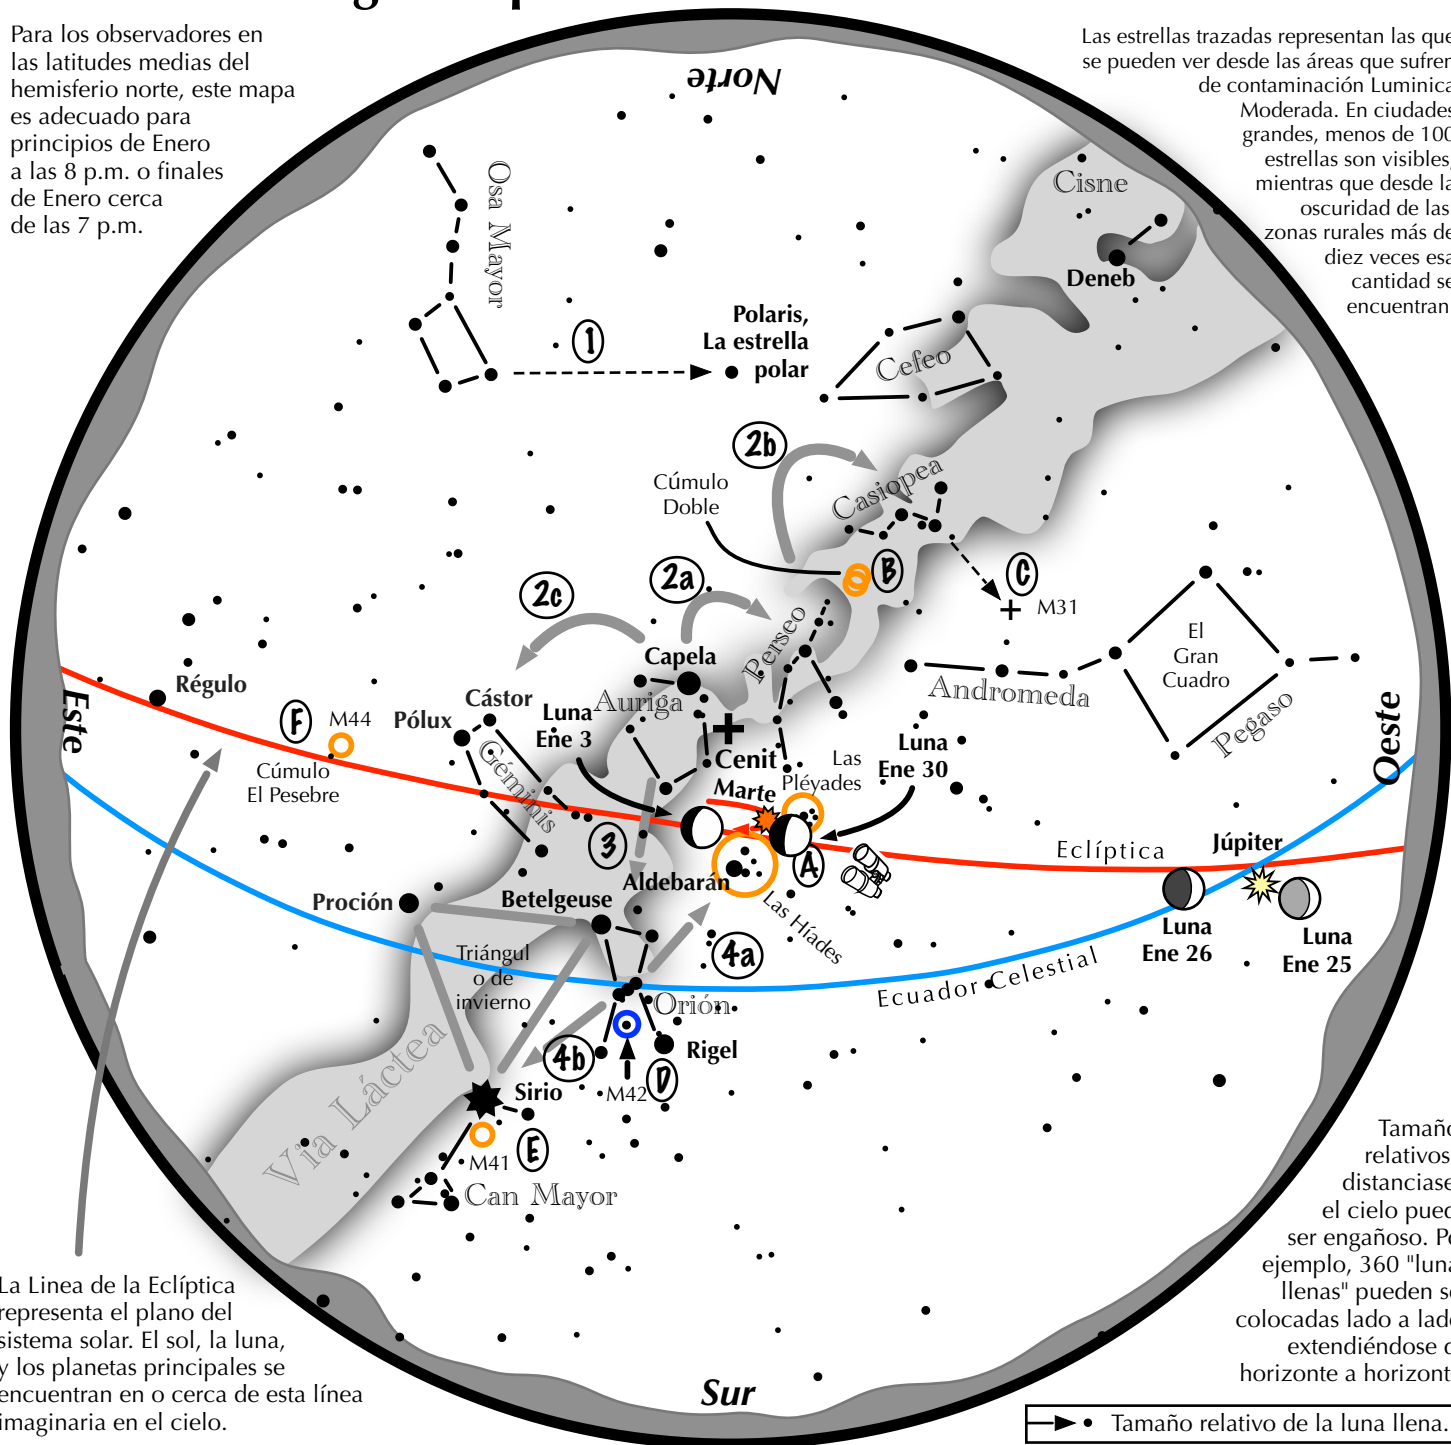 Para los observadores en
las latitudes medias del
hemisferio norte, este mapa
es adecuado para
principios de Enero
a las 8 p.m. o finales
de Enero cerca
de las 7 p.m.
Las estrellas trazadas representan las que
se pueden ver desde las áreas que sufren
de contaminación Luminica
Moderada. En ciudades
grandes, menos de 100
estrellas son visibles,
mientras que desde la
oscuridad de las
zonas rurales más de
diez veces esa
cantidad se
encuentran
Norte
Osa Mayor
Cisne
Deneb
1
Polaris,
La estrella
polar
Cefeo
2b
Cúmulo
Doble
Casiopea
B
C
M31
2c
2a
Perseo
Capela
Auriga
El
Gran
Cuadro
Andromeda
Pegaso
Este
Régulo
F
M44
Cúmulo
El Pesebre
Cástor
Pólux
Géminis
Luna
Ene 3
Cenit
Marte
Las
Pléyades
Luna
Ene 30
Oeste
3
A
Eclíptica
Júpiter
Aldebarán
Las Híades
Proción
Betelgeuse
Triángul
o de
invierno
4a
Luna
Ene 26
Luna
Ene 25
Ecuador Celestial
Orión
Rigel
4b
M42
D
Vía Láctea
Sirio
M41
E
Can Mayor
La Linea de la Eclíptica
representa el plano del
sistema solar. El sol, la luna,
y los planetas principales se
encuentran en o cerca de esta línea
imaginaria en el cielo.
Sur
Tamaño
relativos
distanciase
el cielo pued
ser engañoso. Po
ejemplo, 360 "luna
llenas" pueden se
colocadas lado a lado
extendiéndose d
horizonte a horizont
Tamaño relativo de la luna llena.